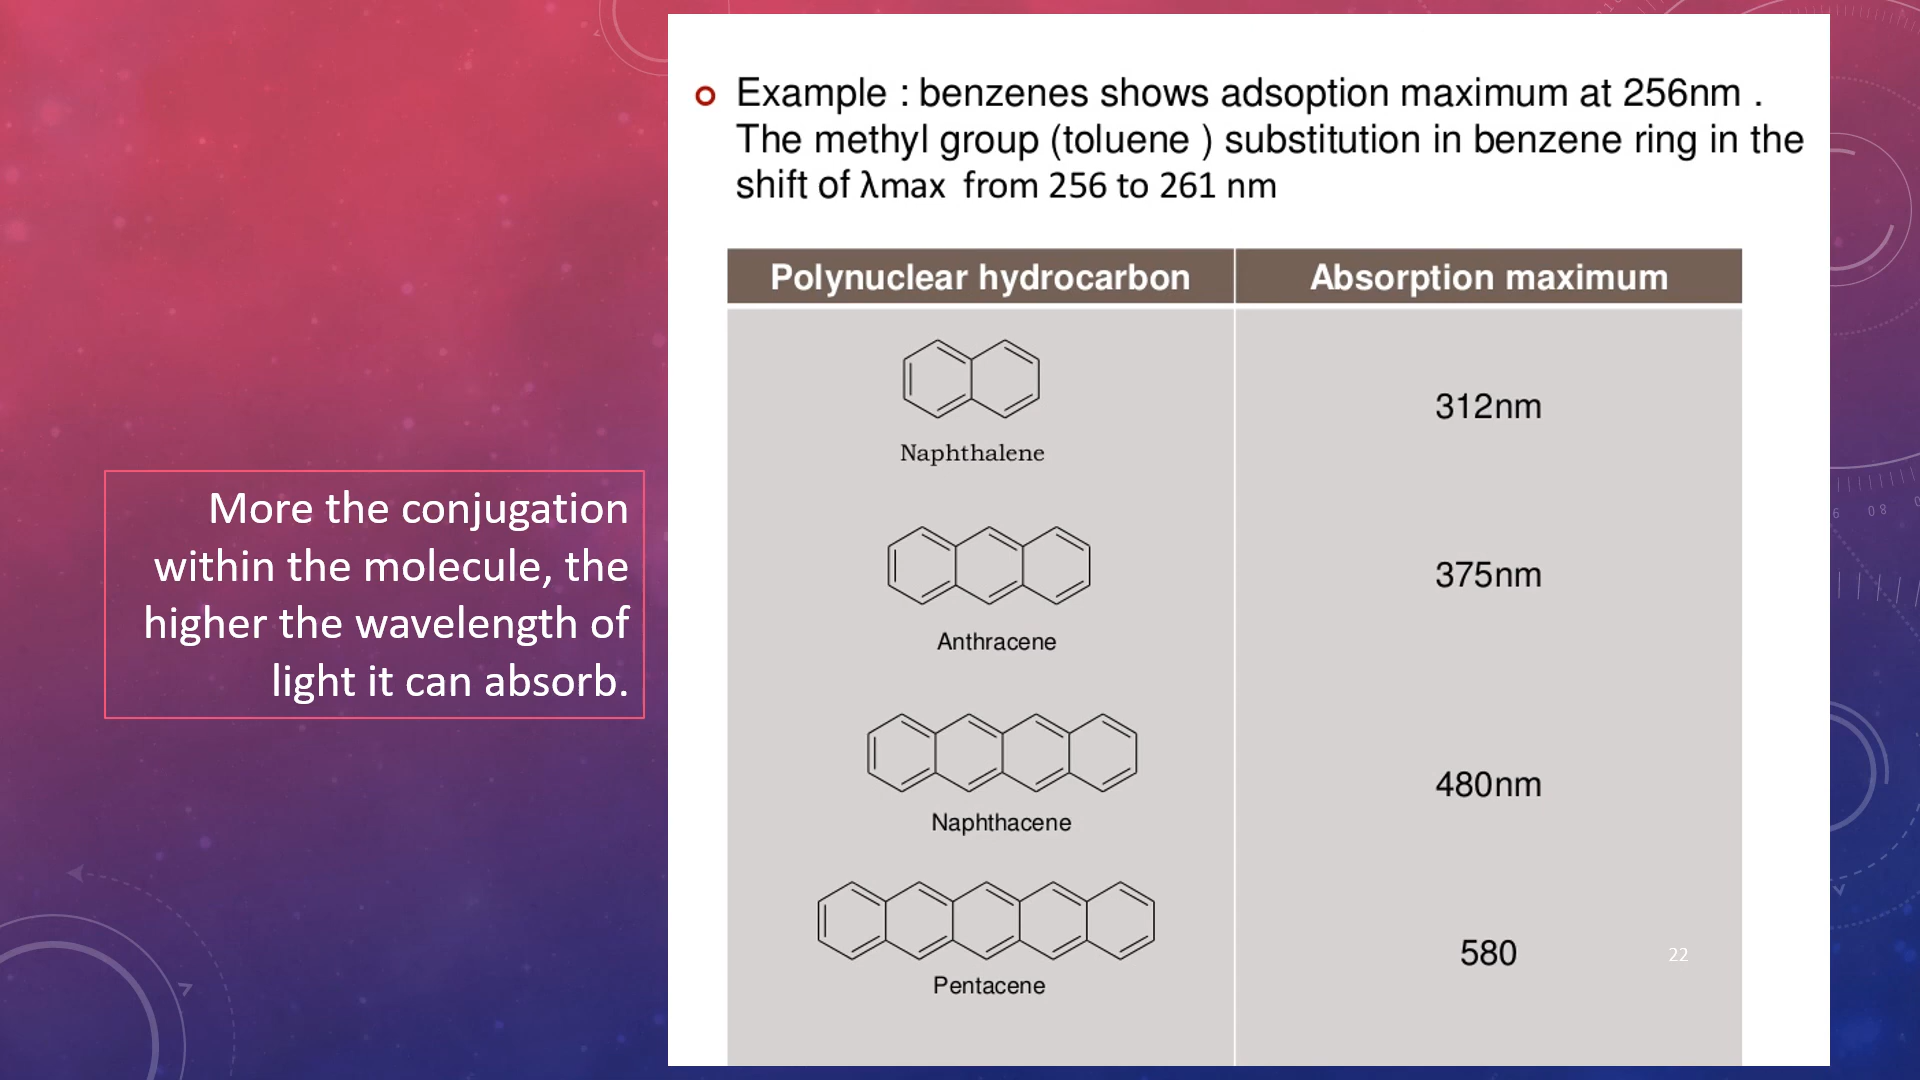 More the conjugation
within the molecule, the
higher the wavelength of
light it can absorb.
Example : benzenes shows adsoption maximum at 256nm .
The methyl group (toluene ) substitution in benzene ring in the
shift of λmax from 256 to 261 nm
Polynuclear hydrocarbon Absorption maximum
Naphthalene 312nm
Anthracene 375nm
Naphthacene 480nm
Pentacene 580
22